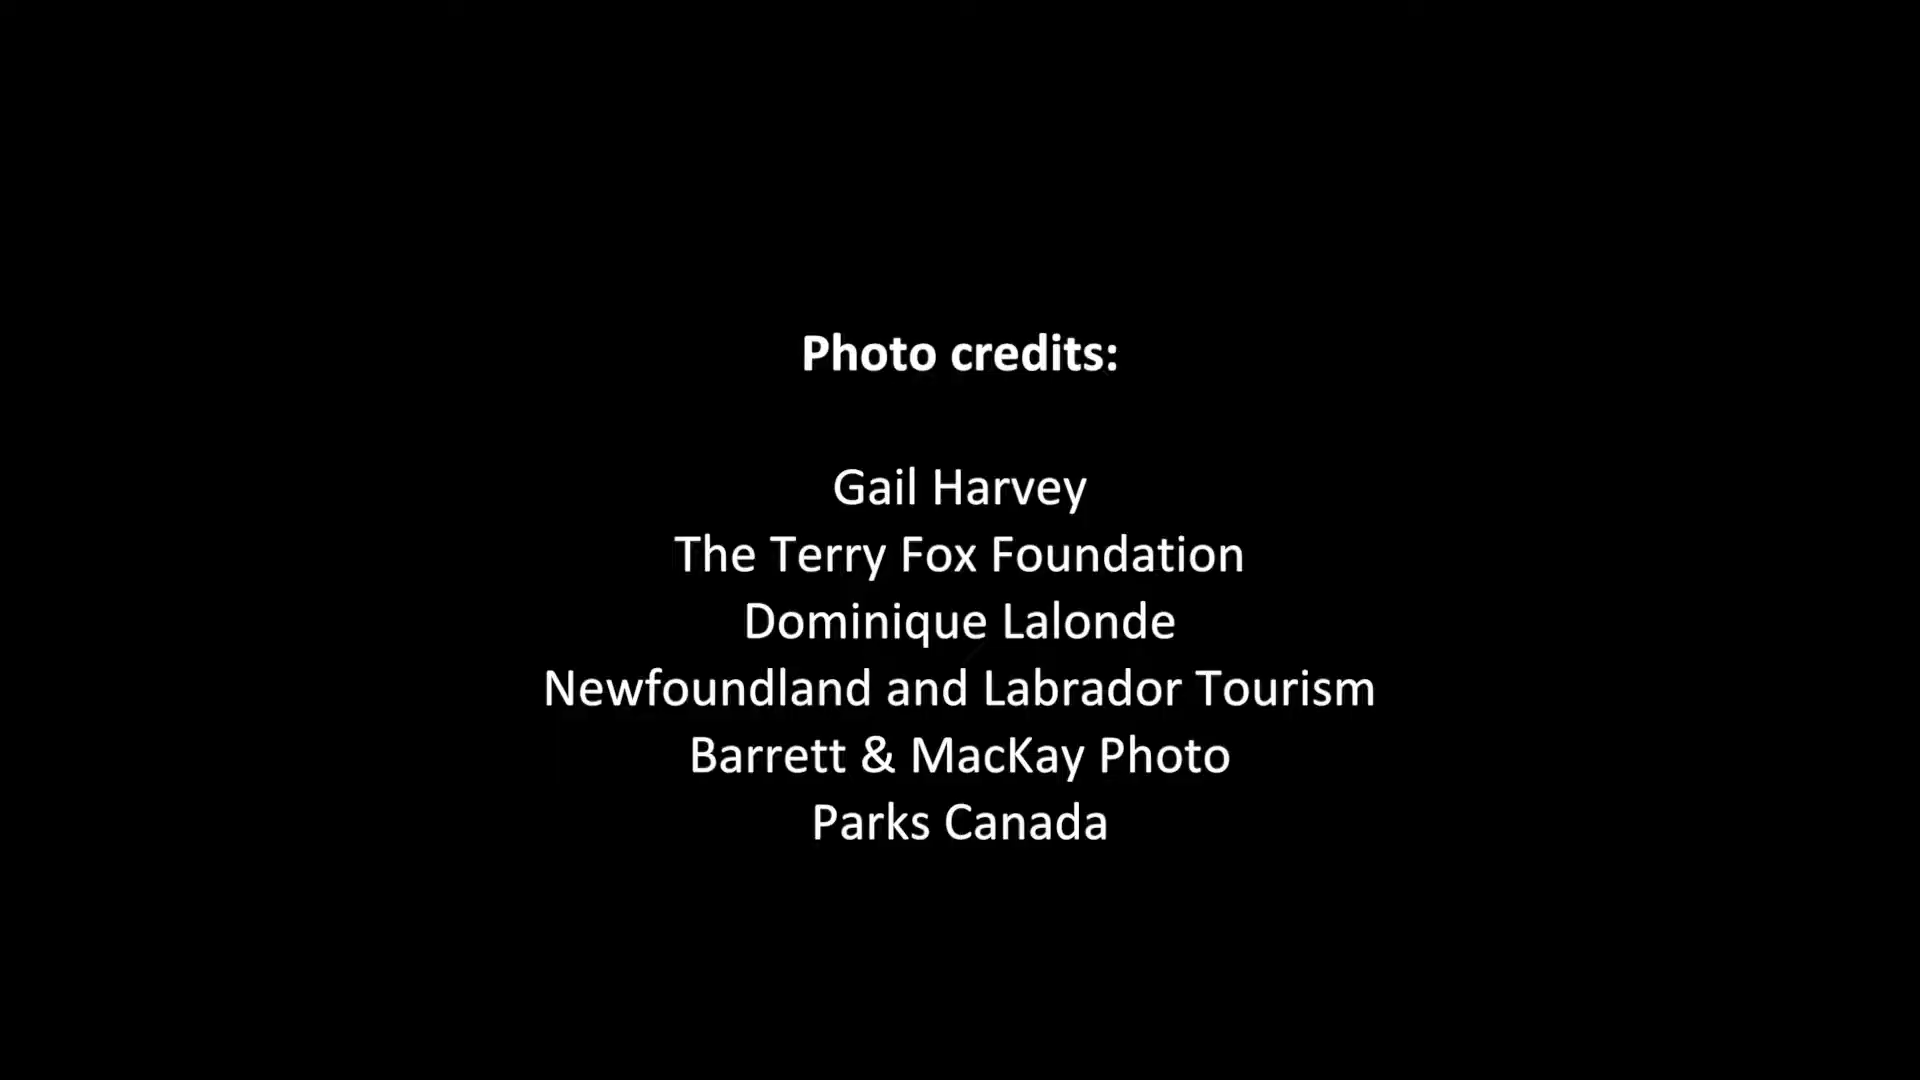 Photo credits:
Gail Harvey
The Terry Fox Foundation
Dominique Lalonde
Newfoundland and Labrador Tourism
Barrett & MacKay Photo
Parks Canada